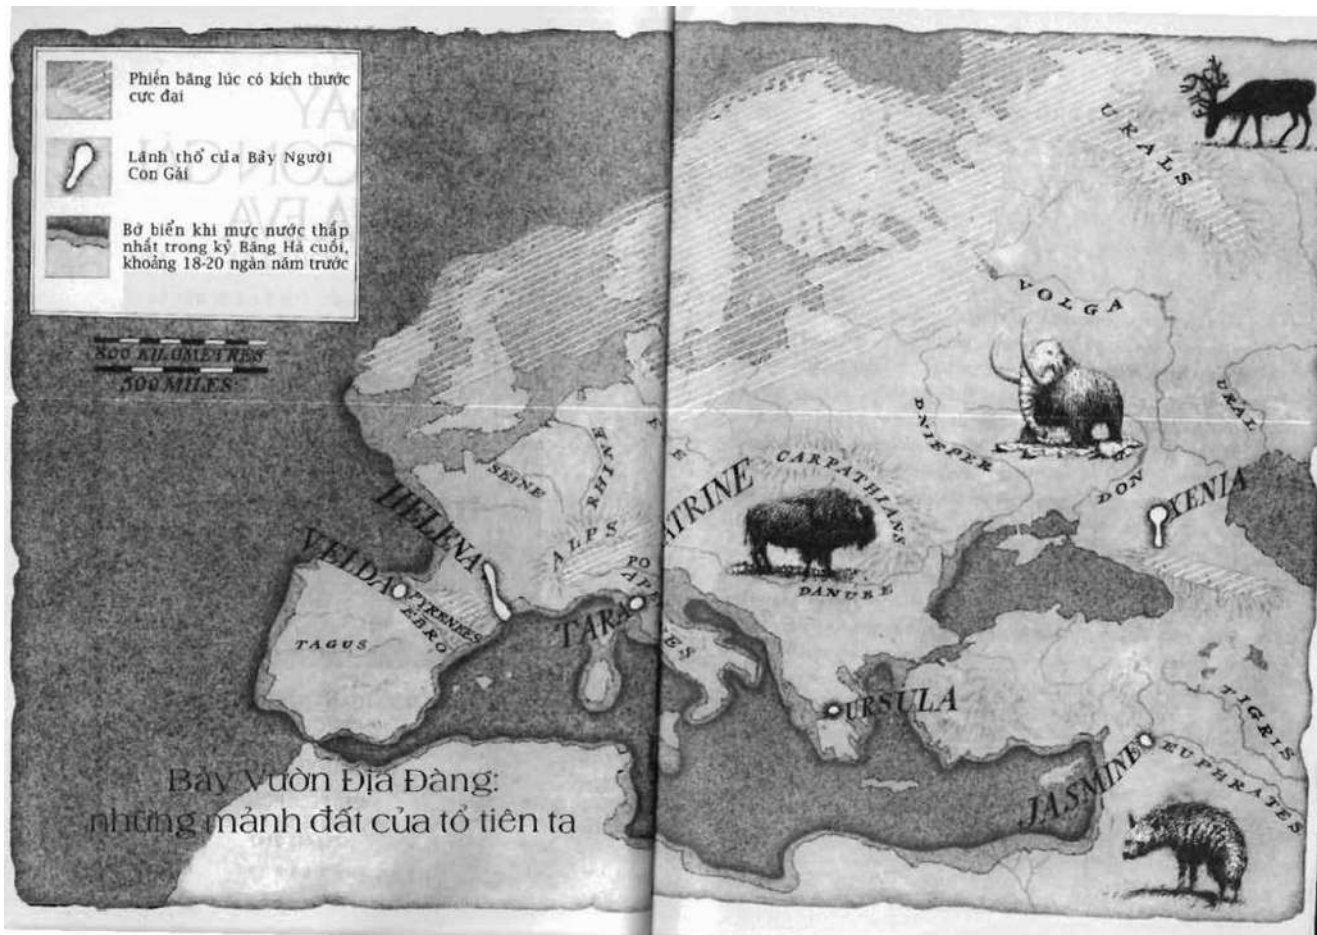 Phiến băng lúc có kích thước
cực đại
Lãnh thổ của Bảy Người
Con Gái
Bờ biển khi mực nước thấp
nhất trong kỷ Băng Hà cuối,
khoảng 18-20 ngàn năm trước
800 KILOMETRES
500 MILES
URALS
VOLGA
URAL
DNIEPER
DON
XENIA
CARPATHIANS
DANUBE
SEINE
RHINE
ALPS
PO
HELENA
VELDA
PYRENEES
EBRO
TAGUS
TARA
ATRINE
URSULA
JASMINE
TIGRIS
EUPHRATES
Bảy Vườn Địa Đàng:
những mảnh đất của tổ tiên ta